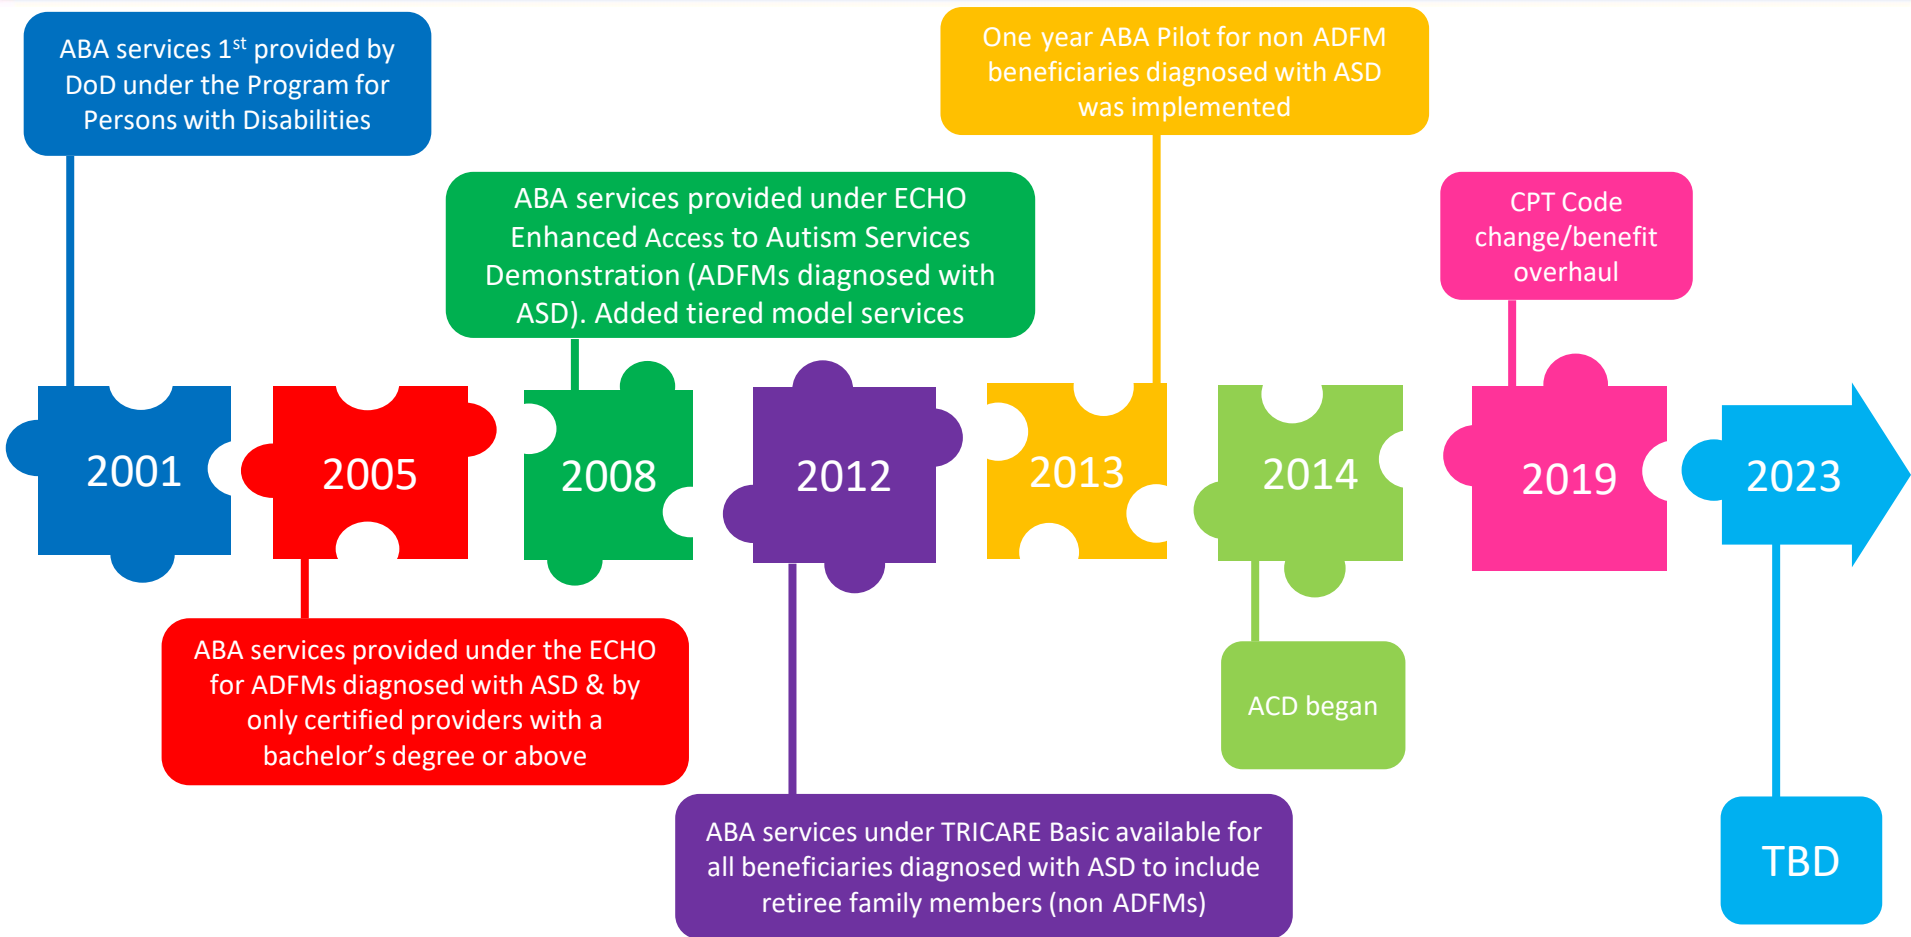 ABA services 1st provided by
DoD under the Program for
Persons with Disabilities
One year ABA Pilot for non ADFM
beneficiaries diagnosed with ASD
was implemented
ABA services provided under ECHO
Enhanced Access to Autism Services
Demonstration (ADFMs diagnosed with
ASD). Added tiered model services
CPT Code
change/benefit
overhaul
2001
2005
2008
2012
2013
2014
2019
2023
ABA services provided under the ECHO
for ADFMs diagnosed with ASD & by
only certified providers with a
bachelor’s degree or above
ACD began
ABA services under TRICARE Basic available for
all beneficiaries diagnosed with ASD to include
retiree family members (non ADFMs)
TBD